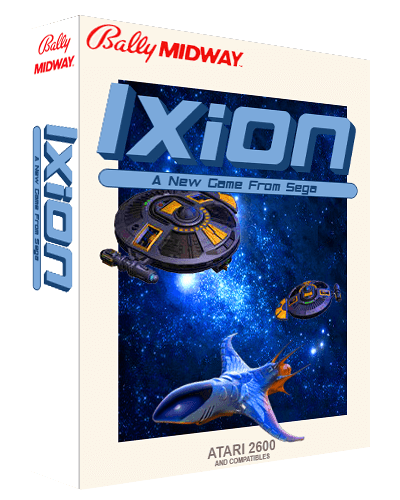 Bally
MIDWAY
Ixion
A New Game From Sega
Bally MIDWAY
Ixion
A New Game From Sega
ATARI 2600
AND COMPATIBLES